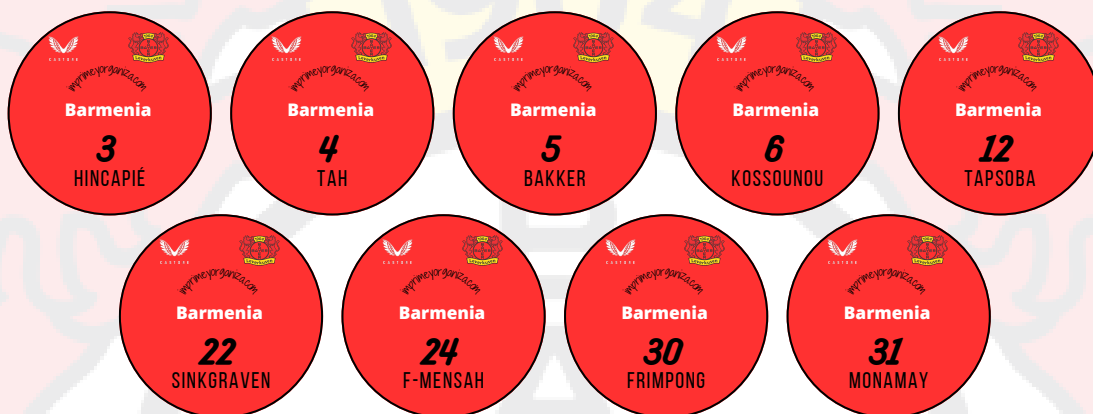 CASTORE
imprimeyorganiza.com
Barmenia
3
HINCAPIÉ
CASTORE
imprimeyorganiza.com
Barmenia
4
TAH
CASTORE
imprimeyorganiza.com
Barmenia
5
BAKKER
CASTORE
imprimeyorganiza.com
Barmenia
6
KOSSOUNOU
CASTORE
imprimeyorganiza.com
Barmenia
12
TAPSOBA
CASTORE
imprimeyorganiza.com
Barmenia
22
SINKGRAVEN
CASTORE
imprimeyorganiza.com
Barmenia
24
F-MENSAH
CASTORE
imprimeyorganiza.com
Barmenia
30
FRIMPONG
CASTORE
imprimeyorganiza.com
Barmenia
31
MONAMAY